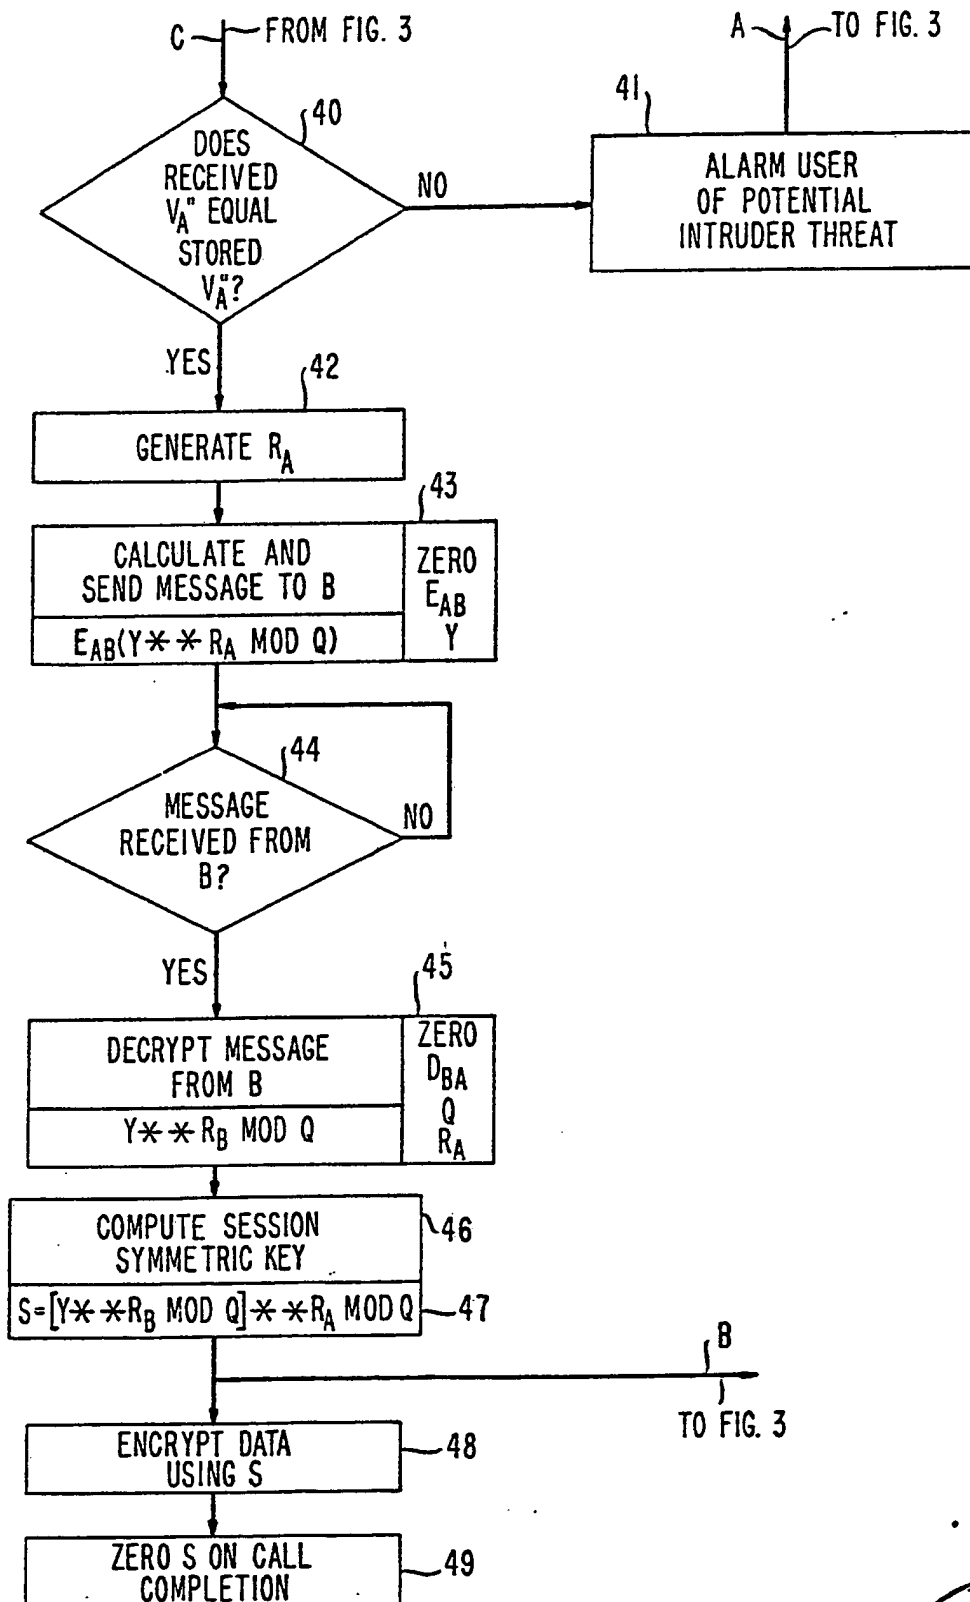 C
FROM FIG. 3
A
TO FIG. 3
40
DOES
RECEIVED
V_A" EQUAL
STORED
V_A"?
NO
41
ALARM USER
OF POTENTIAL
INTRUDER THREAT
YES
42
GENERATE R_A
43
CALCULATE AND
SEND MESSAGE TO B
E_AB(Y** R_A MOD Q)
ZERO
E_AB
Y
44
MESSAGE
RECEIVED FROM
B?
NO
YES
45
DECRYPT MESSAGE
FROM B
Y** R_B MOD Q
ZERO
D_BA
Q
R_A
COMPUTE SESSION
SYMMETRIC KEY
46
S=[Y**R_B MOD Q]**R_A MOD Q
47
B
TO FIG. 3
ENCRYPT DATA
USING S
48
ZERO S ON CALL
COMPLETION
49